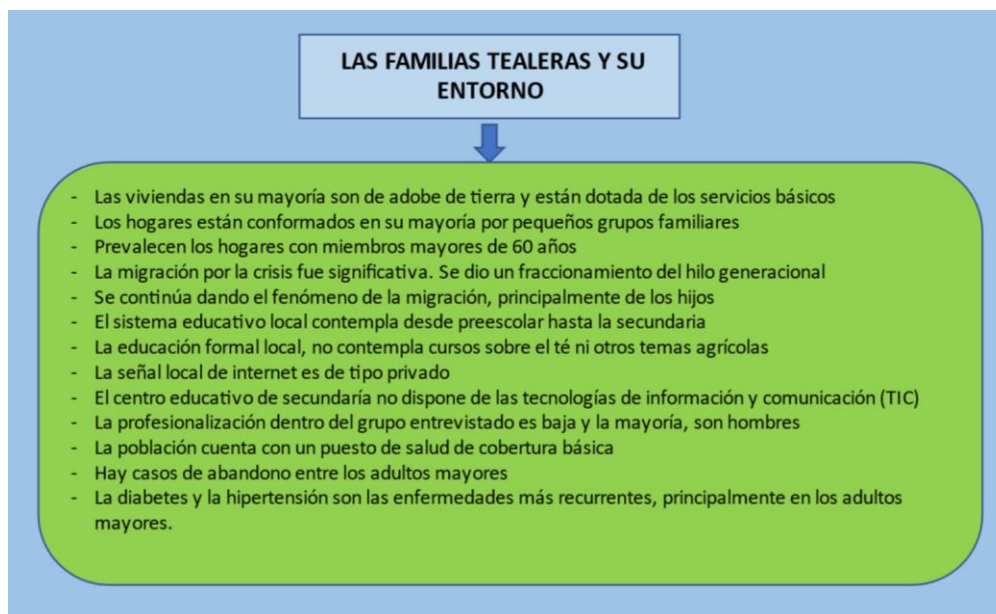 LAS FAMILIAS TEALERAS Y SU
ENTORNO
- Las viviendas en su mayoría son de adobe de tierra y están dotada de los servicios básicos
- Los hogares están conformados en su mayoría por pequeños grupos familiares
- Prevalecen los hogares con miembros mayores de 60 años
- La migración por la crisis fue significativa. Se dio un fraccionamiento del hilo generacional
- Se continúa dando el fenómeno de la migración, principalmente de los hijos
- El sistema educativo local contempla desde preescolar hasta la secundaria
- La educación formal local, no contempla cursos sobre el té ni otros temas agrícolas
- La señal local de internet es de tipo privado
- El centro educativo de secundaría no dispone de las tecnologías de información y comunicación (TIC)
- La profesionalización dentro del grupo entrevistado es baja y la mayoría, son hombres
- La población cuenta con un puesto de salud de cobertura básica
- Hay casos de abandono entre los adultos mayores
- La diabetes y la hipertensión son las enfermedades más recurrentes, principalmente en los adultos
mayores.